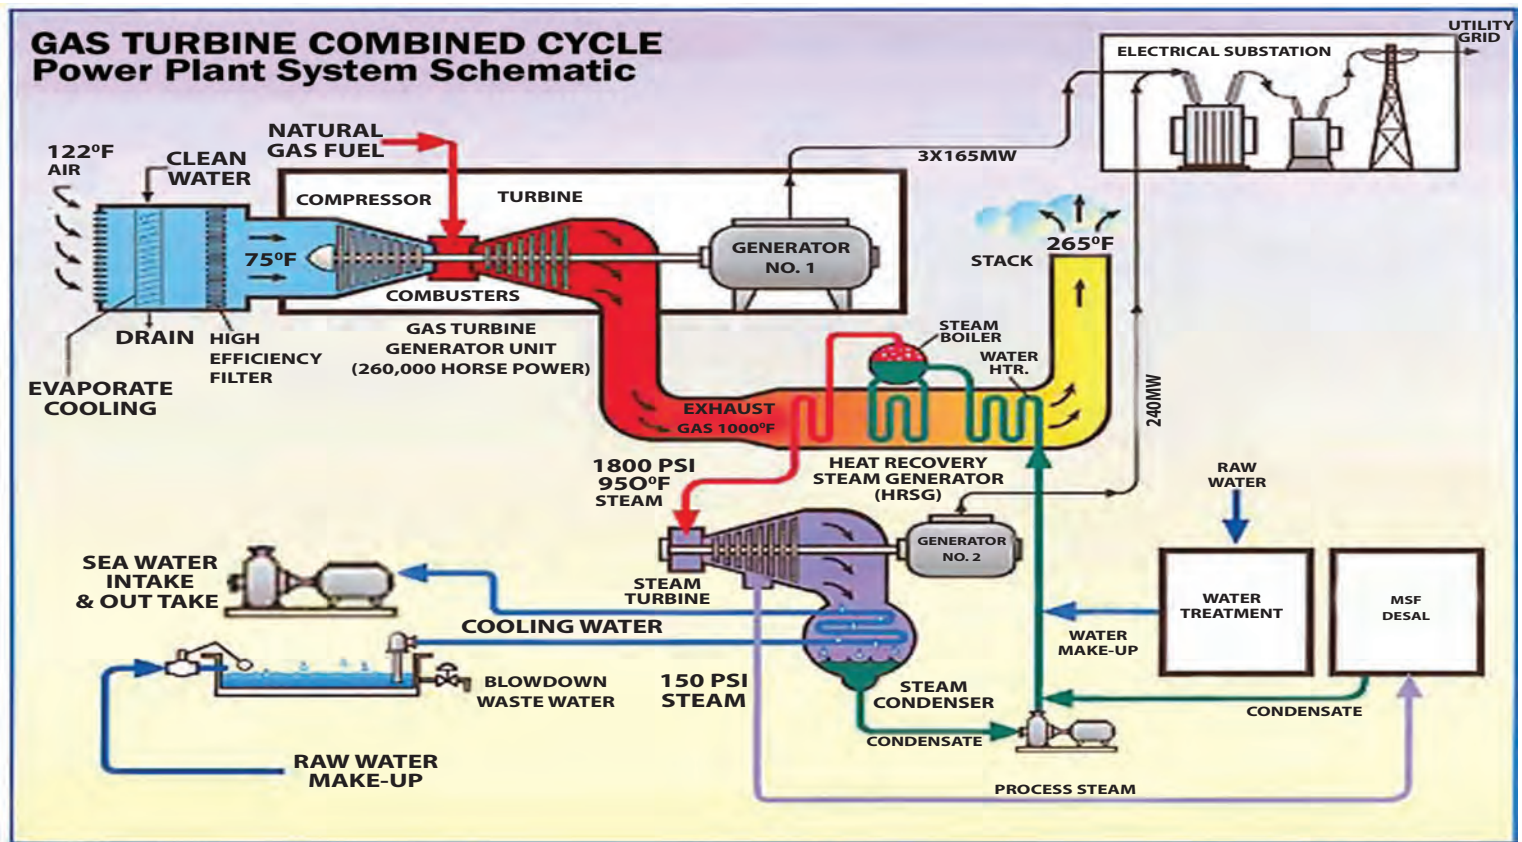 GAS TURBINE COMBINED CYCLE
Power Plant System Schematic
UTILITY
GRID
ELECTRICAL SUBSTATION
122ºF
AIR
CLEAN
WATER
NATURAL
GAS FUEL
3X165MW
COMPRESSOR
TURBINE
75ºF
GENERATOR
NO. 1
265ºF
STACK
COMBUSTERS
DRAIN
HIGH
EFFICIENCY
FILTER
GAS TURBINE
GENERATOR UNIT
(260,000 HORSE POWER)
EVAPORATE
COOLING
STEAM
BOILER
WATER
HTR.
240MW
EXHAUST
GAS 1000ºF
1800 PSI
95OºF
STEAM
HEAT RECOVERY
STEAM GENERATOR
(HRSG)
RAW
WATER
GENERATOR
NO. 2
SEA WATER
INTAKE
& OUT TAKE
STEAM
TURBINE
WATER
TREATMENT
MSF
DESAL
COOLING WATER
WATER
MAKE-UP
150 PSI
STEAM
BLOWDOWN
WASTE WATER
STEAM
CONDENSER
CONDENSATE
CONDENSATE
RAW WATER
MAKE-UP
PROCESS STEAM